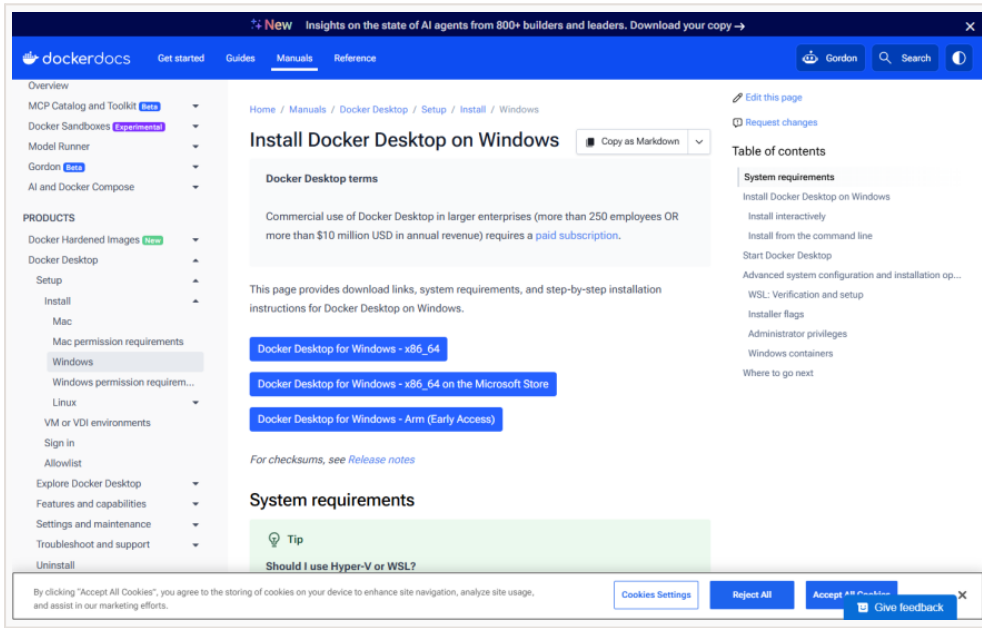 New Insights on the state of AI agents from 800+ builders and leaders. Download your copy →
dockerdocs Get started Guides Manuals Reference Gordon Search
Overview
MCP Catalog and Toolkit Beta
Docker Sandboxes Experimental
Model Runner
Gordon Beta
AI and Docker Compose
PRODUCTS
Docker Hardened Images New
Docker Desktop
Setup
Install
Mac
Mac permission requirements
Windows
Windows permission requirem...
Linux
VM or VDI environments
Sign in
Allowlist
Explore Docker Desktop
Features and capabilities
Settings and maintenance
Troubleshoot and support
Uninstall
Home / Manuals / Docker Desktop / Setup / Install / Windows
Install Docker Desktop on Windows
Copy as Markdown
Docker Desktop terms
Commercial use of Docker Desktop in larger enterprises (more than 250 employees OR
more than $10 million USD in annual revenue) requires a paid subscription.
This page provides download links, system requirements, and step-by-step installation
instructions for Docker Desktop on Windows.
Docker Desktop for Windows - x86_64
Docker Desktop for Windows - x86_64 on the Microsoft Store
Docker Desktop for Windows - Arm (Early Access)
For checksums, see Release notes
System requirements
Tip
Should I use Hyper-V or WSL?
Edit this page
Request changes
Table of contents
System requirements
Install Docker Desktop on Windows
Install interactively
Install from the command line
Start Docker Desktop
Advanced system configuration and installation op...
WSL: Verification and setup
Installer flags
Administrator privileges
Windows containers
Where to go next
By clicking "Accept All Cookies", you agree to the storing of cookies on your device to enhance site navigation, analyze site usage,
and assist in our marketing efforts.
Cookies Settings
Reject All
Accept All Cookies
Give feedback